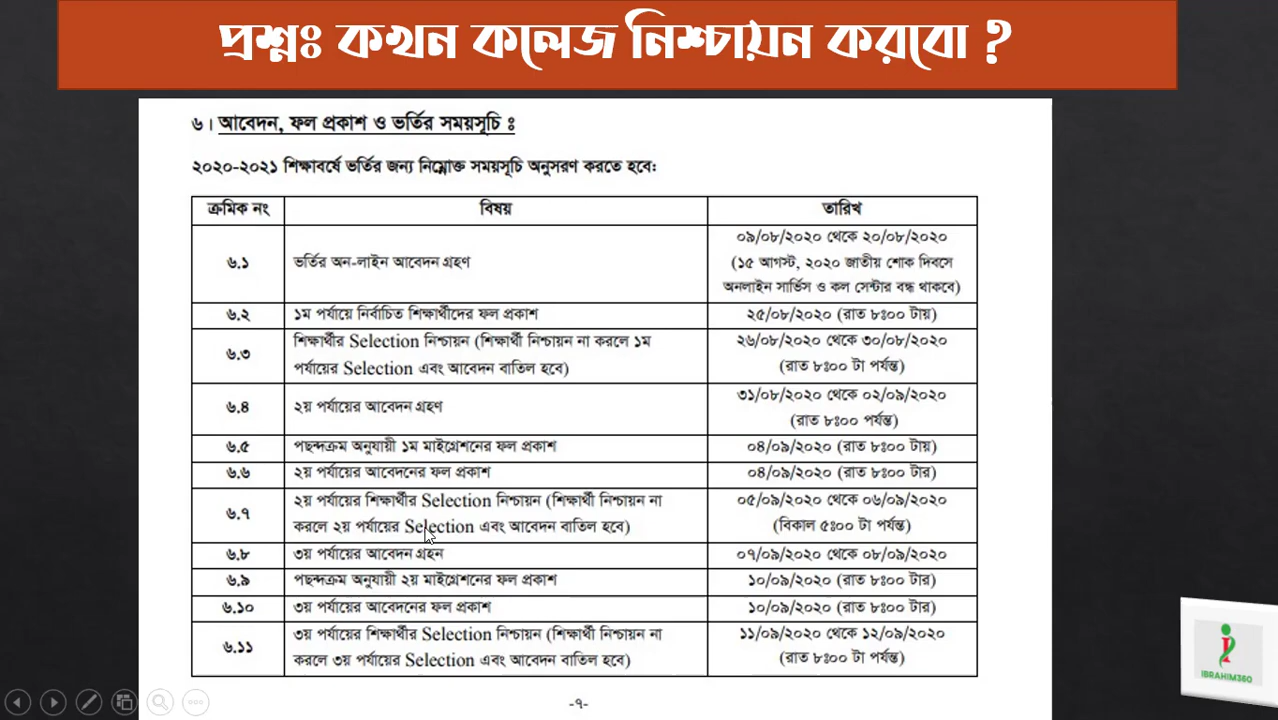 প্রশ্নঃ কখন কলেজ নিশ্চায়ন করবো ?
৬। আবেদন, ফল প্রকাশ ও ভর্তির সময়সূচি ঃ
২০২০-২০২১ শিক্ষাবর্ষে ভর্তির জন্য নিম্নোক্ত সময়সূচি অনুসরণ করতে হবে:
ক্রমিক নং বিষয় তারিখ
৬.১ ভর্তির অন-লাইন আবেদন গ্রহণ ০৯/০৮/২০২০ থেকে ২০/০৮/২০২০
(১৫ আগস্ট, ২০২০ জাতীয় শোক দিবসে
অনলাইন সার্ভিস ও কল সেন্টার বন্ধ থাকবে)
৬.২ ১ম পর্যায়ে নির্বাচিত শিক্ষার্থীদের ফল প্রকাশ ২৫/০৮/২০২০ (রাত ৮ঃ০০ টায়)
৬.৩ শিক্ষার্থীর Selection নিশ্চায়ন (শিক্ষার্থী নিশ্চায়ন না করলে ১ম
পর্যায়ের Selection এবং আবেদন বাতিল হবে)
২৬/০৮/২০২০ থেকে ৩০/০৮/২০২০
(রাত ৮ঃ০০ টা পর্যন্ত)
৬.৪ ২য় পর্যায়ের আবেদন গ্রহণ ৩১/০৮/২০২০ থেকে ০২/০৯/২০২০
(রাত ৮ঃ০০ পর্যন্ত)
৬.৫ পছন্দক্রম অনুযায়ী ১ম মাইগ্রেশনের ফল প্রকাশ ০৪/০৯/২০২০ (রাত ৮ঃ০০ টায়)
৬.৬ ২য় পর্যায়ের আবেদনের ফল প্রকাশ ০৪/০৯/২০২০ (রাত ৮ঃ০০ টার)
৬.৭ ২য় পর্যায়ের শিক্ষার্থীর Selection নিশ্চায়ন (শিক্ষার্থী নিশ্চায়ন না
করলে ২য় পর্যায়ের Selection এবং আবেদন বাতিল হবে)
০৫/০৯/২০২০ থেকে ০৬/০৯/২০২০
(বিকাল ৫ঃ০০ টা পর্যন্ত)
৬.৮ ৩য় পর্যায়ের আবেদন গ্রহন ০৭/০৯/২০২০ থেকে ০৮/০৯/২০২০
৬.৯ পছন্দক্রম অনুযায়ী ২য় মাইগ্রেশনের ফল প্রকাশ ১০/০৯/২০২০ (রাত ৮ঃ০০ টার)
৬.১০ ৩য় পর্যায়ের আবেদনের ফল প্রকাশ ১০/০৯/২০২০ (রাত ৮ঃ০০ টার)
৬.১১ ৩য় পর্যায়ের শিক্ষার্থীর Selection নিশ্চায়ন (শিক্ষার্থী নিশ্চায়ন না
করলে ৩য় পর্যায়ের Selection এবং আবেদন বাতিল হবে)
১১/০৯/২০২০ থেকে ১২/০৯/২০২০
(রাত ৮ঃ০০ টা পর্যন্ত)
-৭-
IBRAHIM360